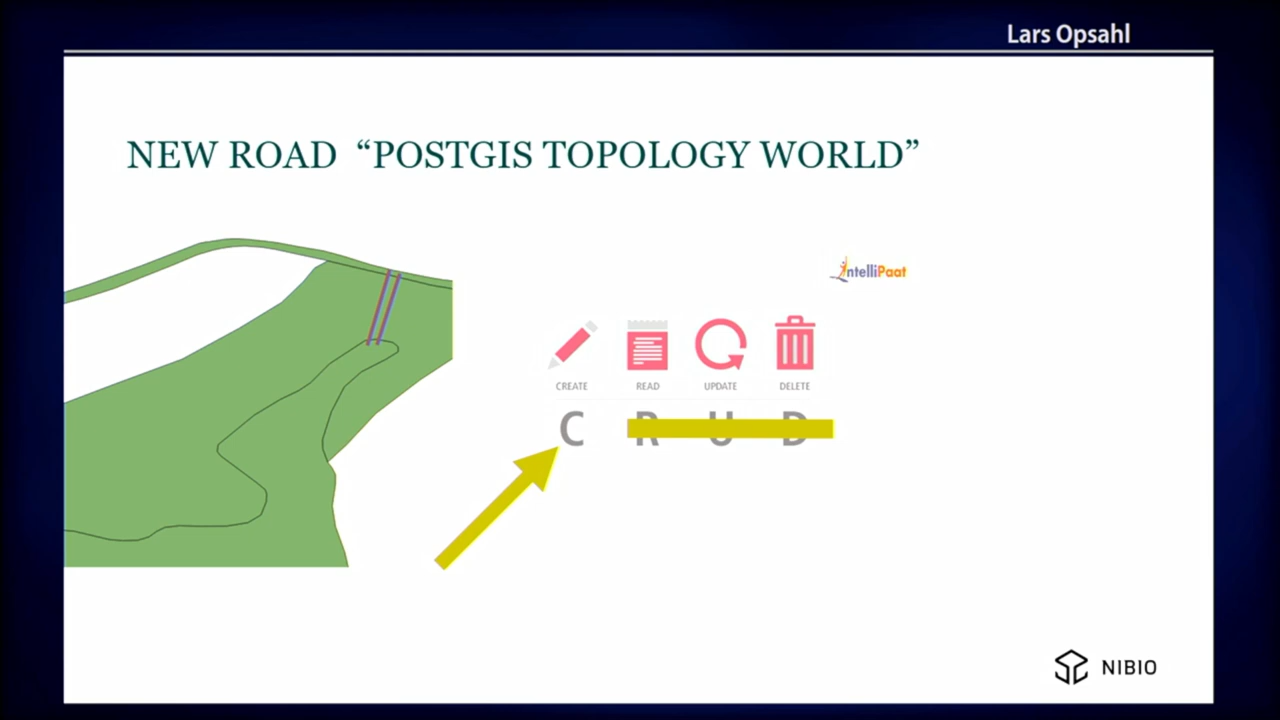 Lars Opsahl
NEW ROAD “POSTGIS TOPOLOGY WORLD”
IntelliPaat
CREATE READ UPDATE DELETE
C R U D
NIBIO